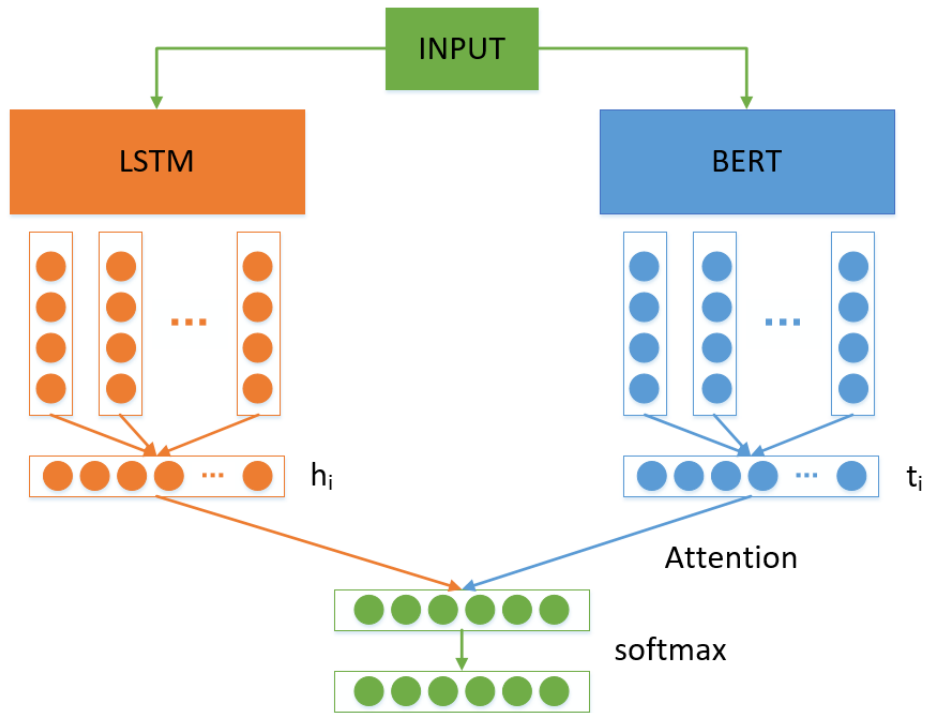 INPUT
LSTM
BERT
...
...
... 
hᵢ
...
tᵢ
Attention
softmax